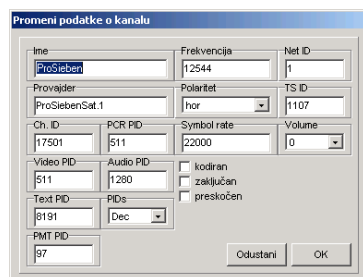 Promeni podatke o kanalu
Ime
ProSieben
Frekvencija
12544
Net ID
1
Provajder
ProSiebenSat.1
Polaritet
hor
TS ID
1107
Ch. ID
17501
PCR PID
511
Symbol rate
22000
Volume
0
Video PID
511
Audio PID
1280
kodiran
zaključan
preskočen
Text PID
8191
PIDs
Dec
PMT PID
97
Odustani
OK